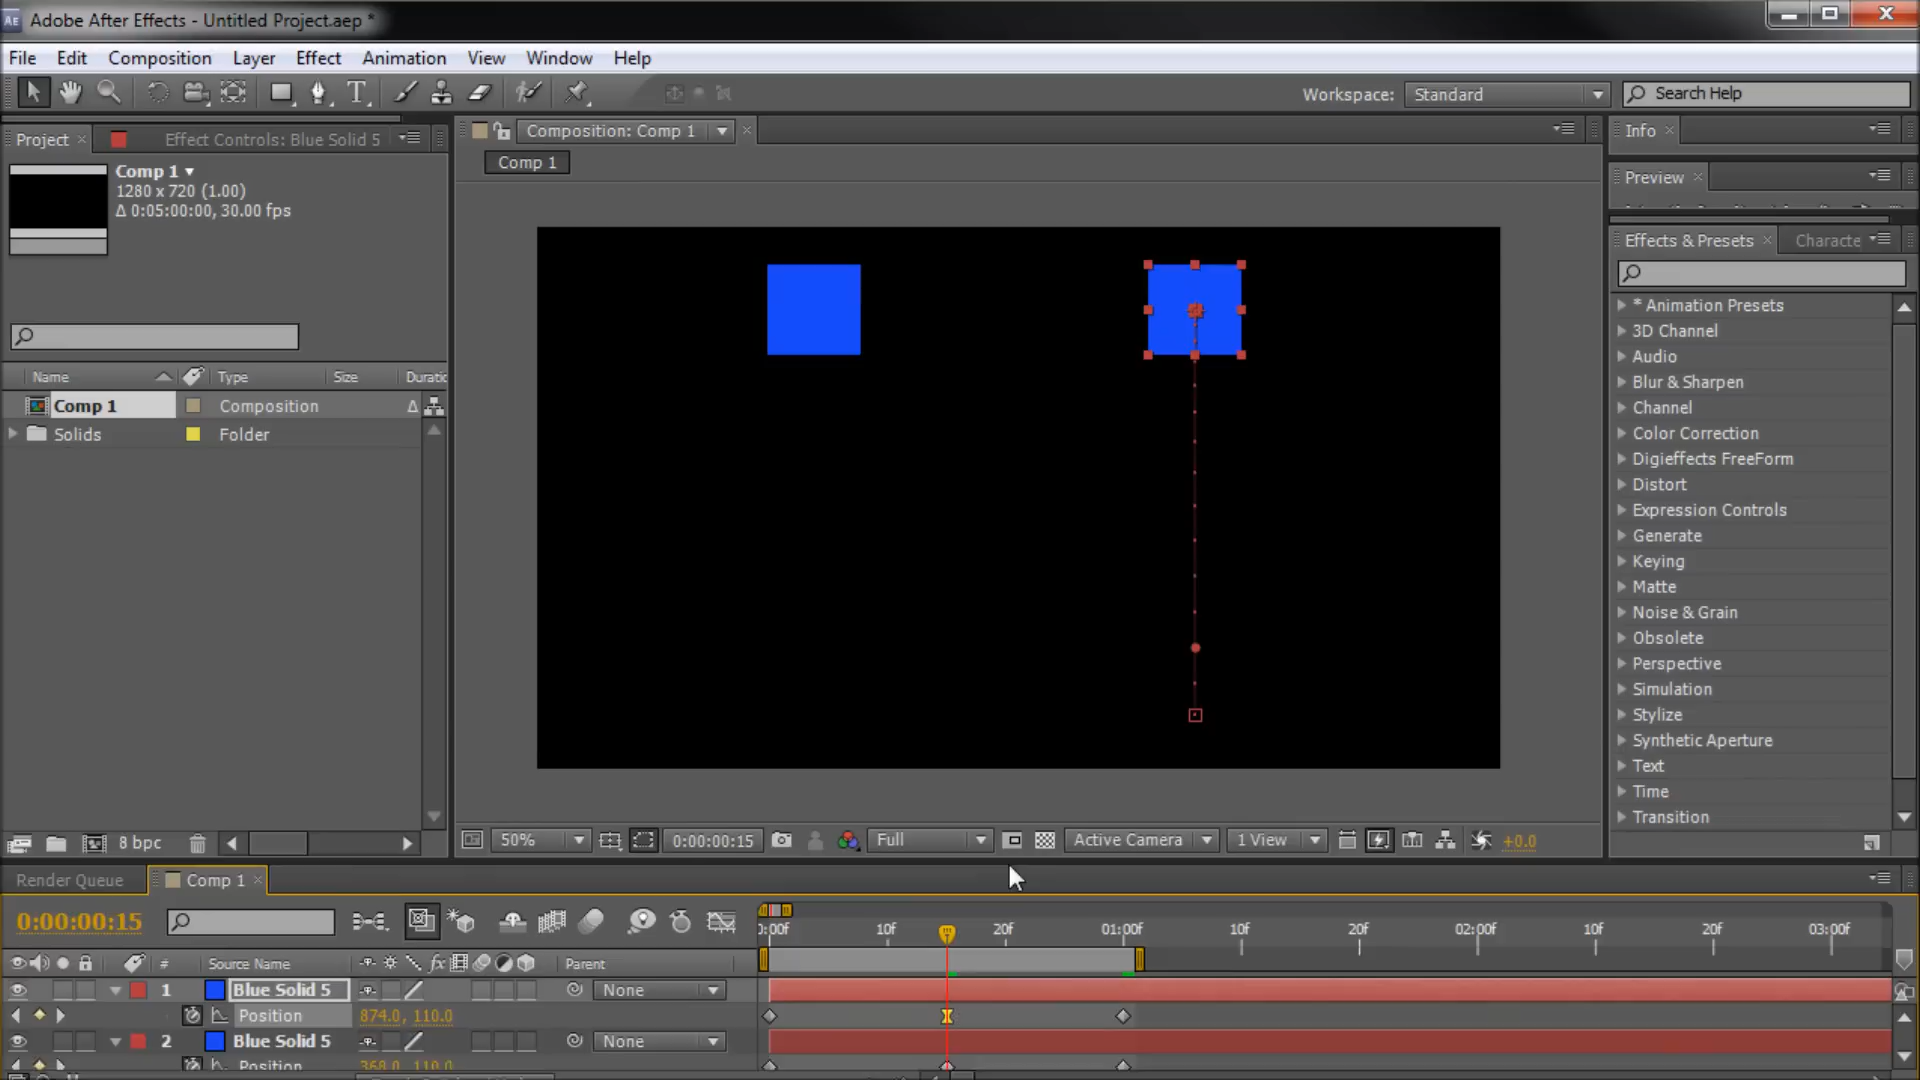 Adobe After Effects - Untitled Project.aep *
File Edit Composition Layer Effect Animation View Window Help
Workspace: Standard Search Help
Project Effect Controls: Blue Solid 5
Composition: Comp 1
Info
Comp 1
1280 x 720 (1.00)
Δ 0:05:00:00, 30.00 fps
Comp 1
Preview
Effects & Presets Characte
* Animation Presets
3D Channel
Audio
Blur & Sharpen
Channel
Color Correction
Digieffects FreeForm
Distort
Expression Controls
Generate
Keying
Matte
Noise & Grain
Obsolete
Perspective
Simulation
Stylize
Synthetic Aperture
Text
Time
Transition
Name Type Size Duratic
Comp 1 Composition Δ
Solids Folder
8 bpc
50% 0:00:00:15 Full Active Camera 1 View +0.0
Render Queue Comp 1
0:00:00:15
:00f 10f 20f 01:00f 10f 20f 02:00f 10f 20f 03:00f
# Source Name Parent
1 Blue Solid 5 None
Position 874.0, 110.0
2 Blue Solid 5 None
Position 368.0, 110.0